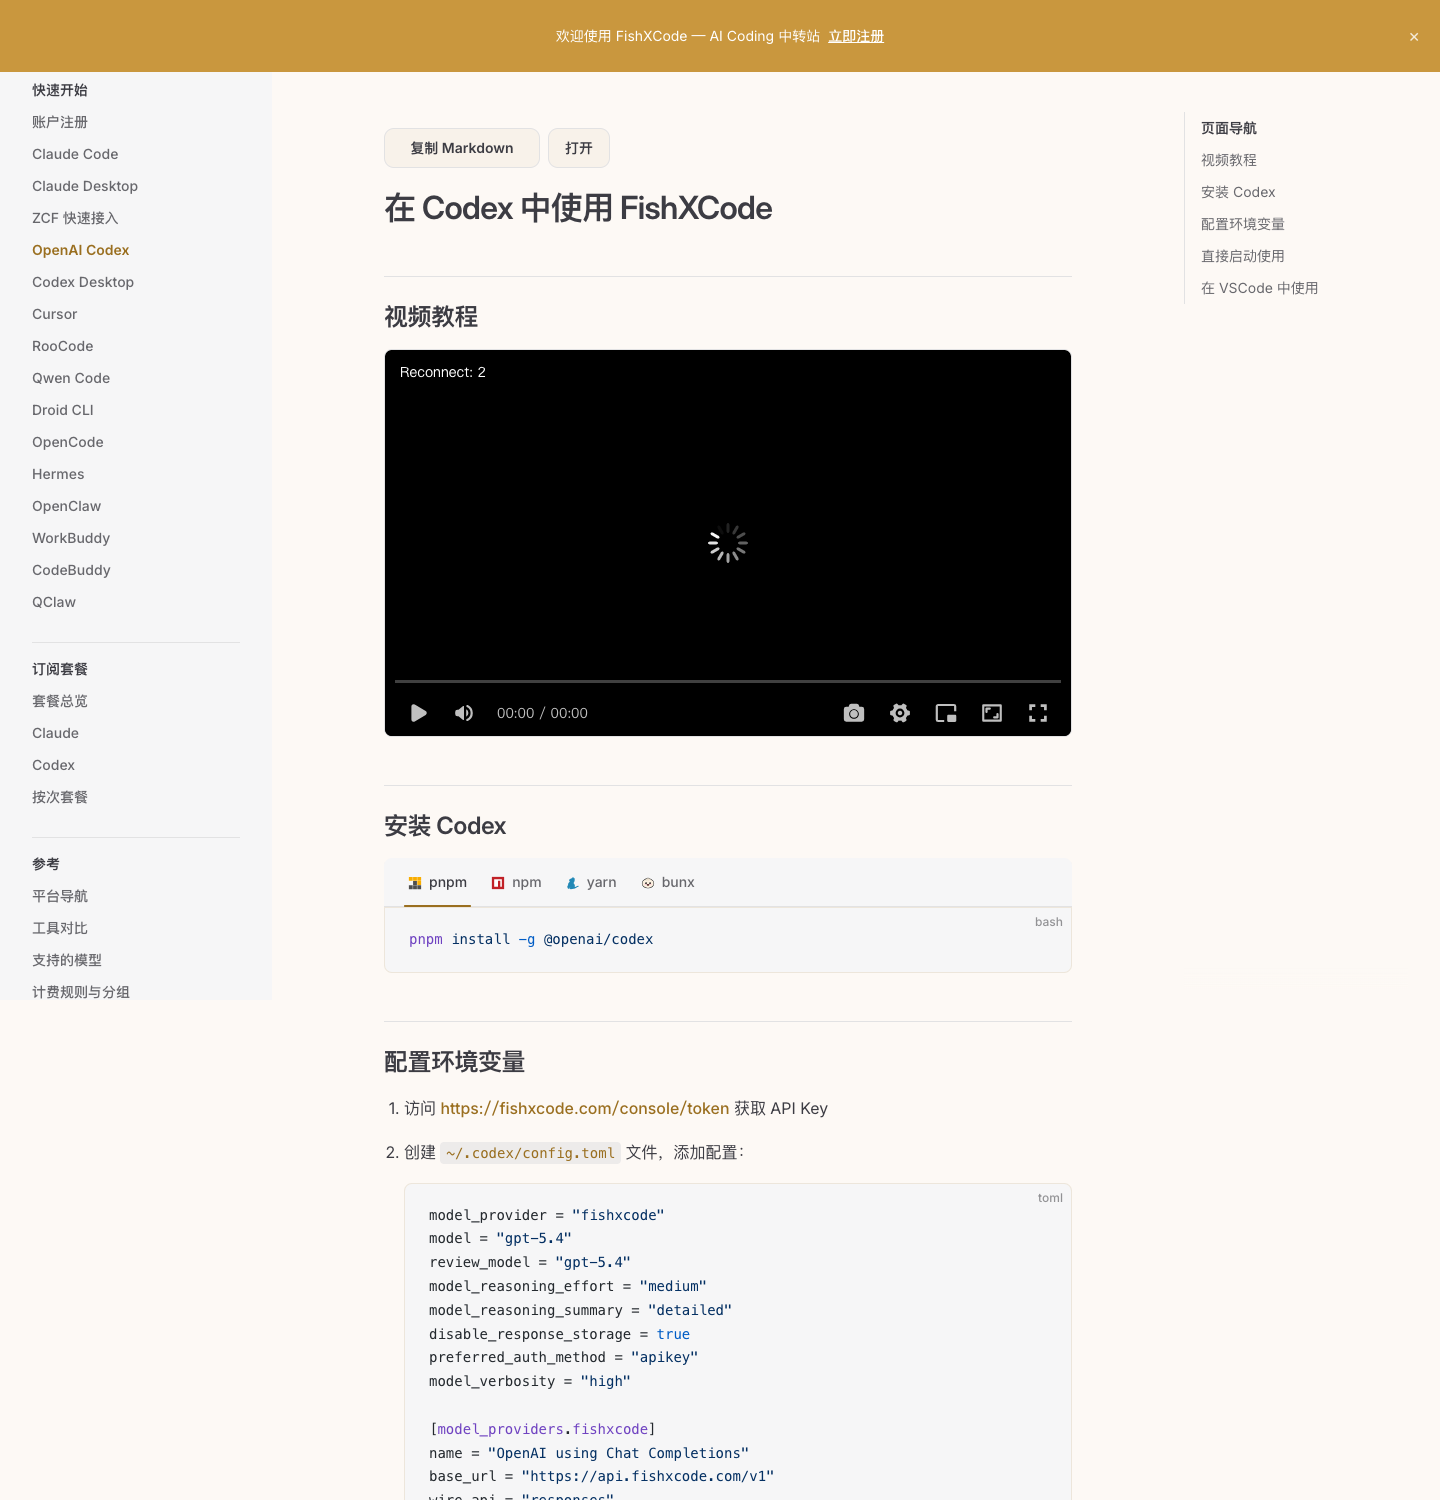 欢迎使用 FishXCode — AI Coding 中转站 立即注册
×
快速开始
账户注册
Claude Code
Claude Desktop
ZCF 快速接入
OpenAI Codex
Codex Desktop
Cursor
RooCode
Qwen Code
Droid CLI
OpenCode
Hermes
OpenClaw
WorkBuddy
CodeBuddy
QClaw
订阅套餐
套餐总览
Claude
Codex
按次套餐
参考
平台导航
工具对比
支持的模型
计费规则与分组
复制 Markdown
打开
在 Codex 中使用 FishXCode
视频教程
Reconnect: 2
00:00 / 00:00
安装 Codex
pnpm npm yarn bunx
bash
pnpm install -g @openai/codex
配置环境变量
1. 访问 https://fishxcode.com/console/token 获取 API Key
2. 创建 ~/.codex/config.toml 文件，添加配置：
toml
model_provider = "fishxcode"
model = "gpt-5.4"
review_model = "gpt-5.4"
model_reasoning_effort = "medium"
model_reasoning_summary = "detailed"
disable_response_storage = true
preferred_auth_method = "apikey"
model_verbosity = "high"
[model_providers.fishxcode]
name = "OpenAI using Chat Completions"
base_url = "https://api.fishxcode.com/v1"
wire_api = "responses"
页面导航
视频教程
安装 Codex
配置环境变量
直接启动使用
在 VSCode 中使用